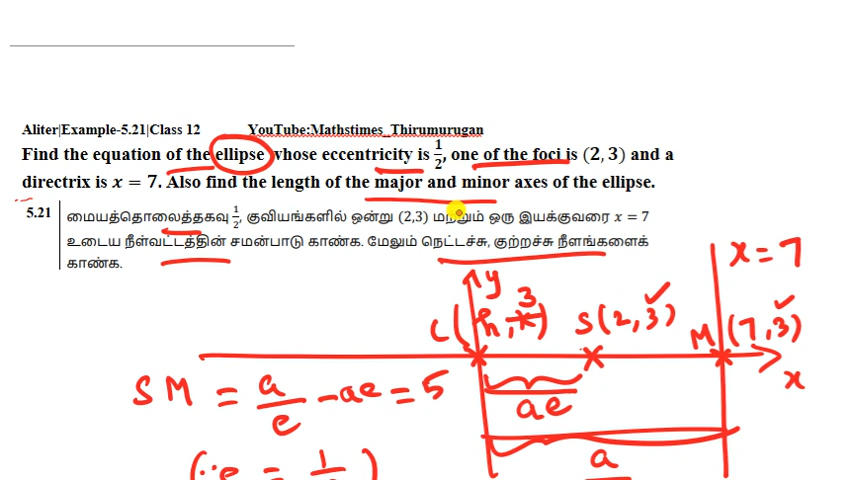 Aliter|Example-5.21|Class 12 YouTube:Mathstimes_Thirumurugan
Find the equation of the ellipse whose eccentricity is 1/2, one of the foci is (2, 3) and a
directrix is x = 7. Also find the length of the major and minor axes of the ellipse.
5.21 மையத்தொலைத்தகவு 1/2, குவியங்களில் ஒன்று (2,3) மற்றும் ஒரு இயக்குவரை x = 7
உடைய நீள்வட்டத்தின் சமன்பாடு காண்க. மேலும் நெட்டச்சு, குற்றச்சு நீளங்களைக்
காண்க.
x = 7
y
3
C(h, k) S(2, 3) M(7, 3)
x
SM = a/e - ae = 5
ae
(∵ e = 1/
a